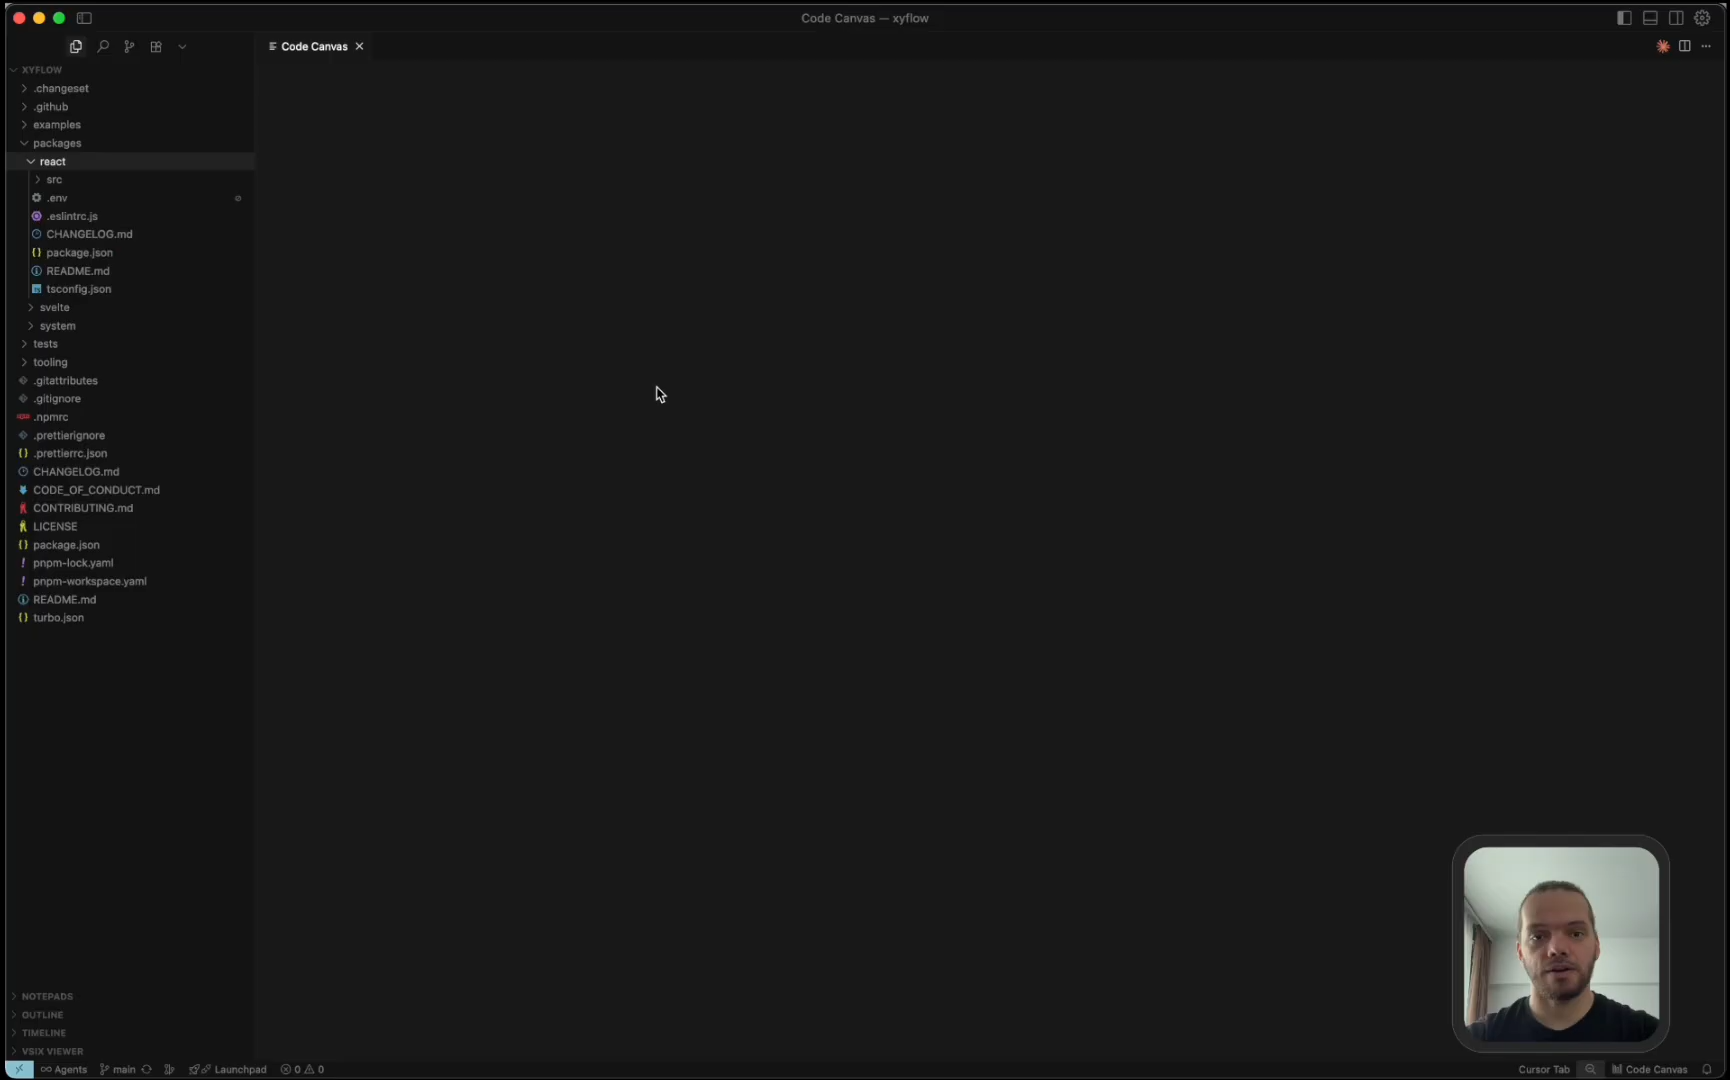 Code Canvas — xyflow
Code Canvas
XYFLOW
.changeset
.github
examples
packages
react
src
.env
.eslintrc.js
CHANGELOG.md
package.json
README.md
tsconfig.json
svelte
system
tests
tooling
.gitattributes
.gitignore
.npmrc
.prettierignore
.prettierrc.json
CHANGELOG.md
CODE_OF_CONDUCT.md
CONTRIBUTING.md
LICENSE
package.json
pnpm-lock.yaml
pnpm-workspace.yaml
README.md
turbo.json
NOTEPADS
OUTLINE
TIMELINE
VSIX VIEWER
Agents main Launchpad 0 0 Cursor Tab Code Canvas